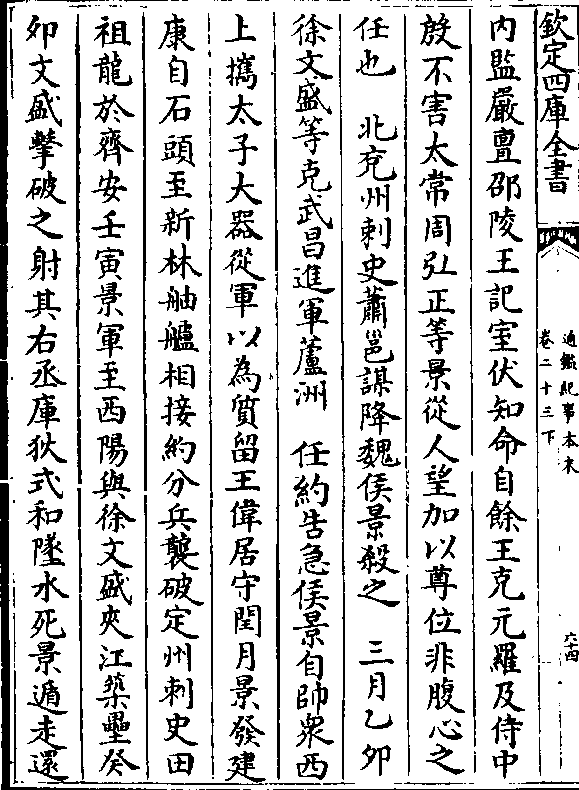 欽定四庫全書
通鑑紀事本末
卷二十三下
六十四
内監嚴亶邵陵王記室伏知命自餘王克元羅及侍中
殷不害太常周弘正等景從人望加以尊位非腹心之
任也　北兖州刺史蕭邕謀降魏侯景殺之　三月乙夘
徐文盛等克武昌進軍蘆洲　任約告急侯景自帥衆西
上攜太子大器從軍以為質留王偉居守閏月景發建
康自石頭至新林舳艫相接約分兵襲破定州刺史田
祖龍於齊安壬寅景軍至西陽與徐文盛夾江築壘癸
夘文盛擊破之射其右丞庫狄式和墜水死景遁走還